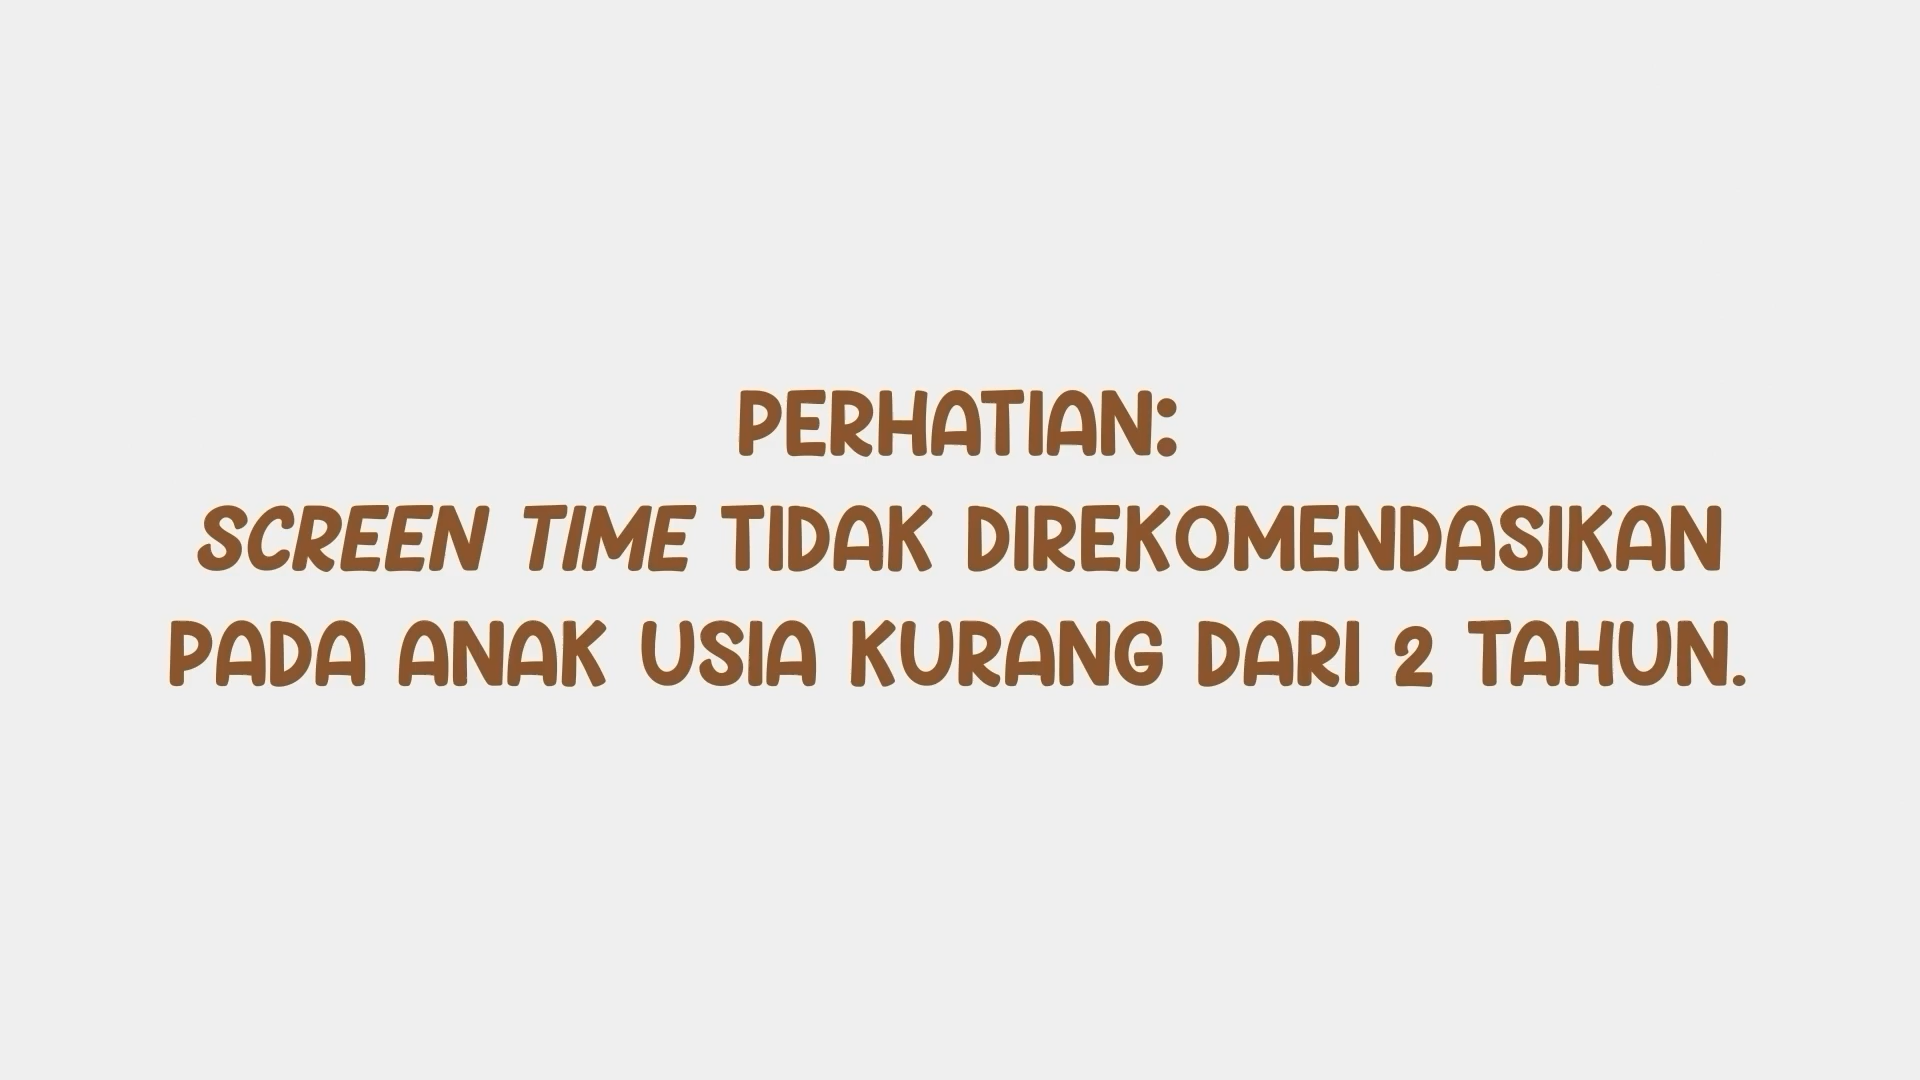 PERHATIAN:
SCREEN TIME TIDAK DIREKOMENDASIKAN
PADA ANAK USIA KURANG DARI 2 TAHUN.